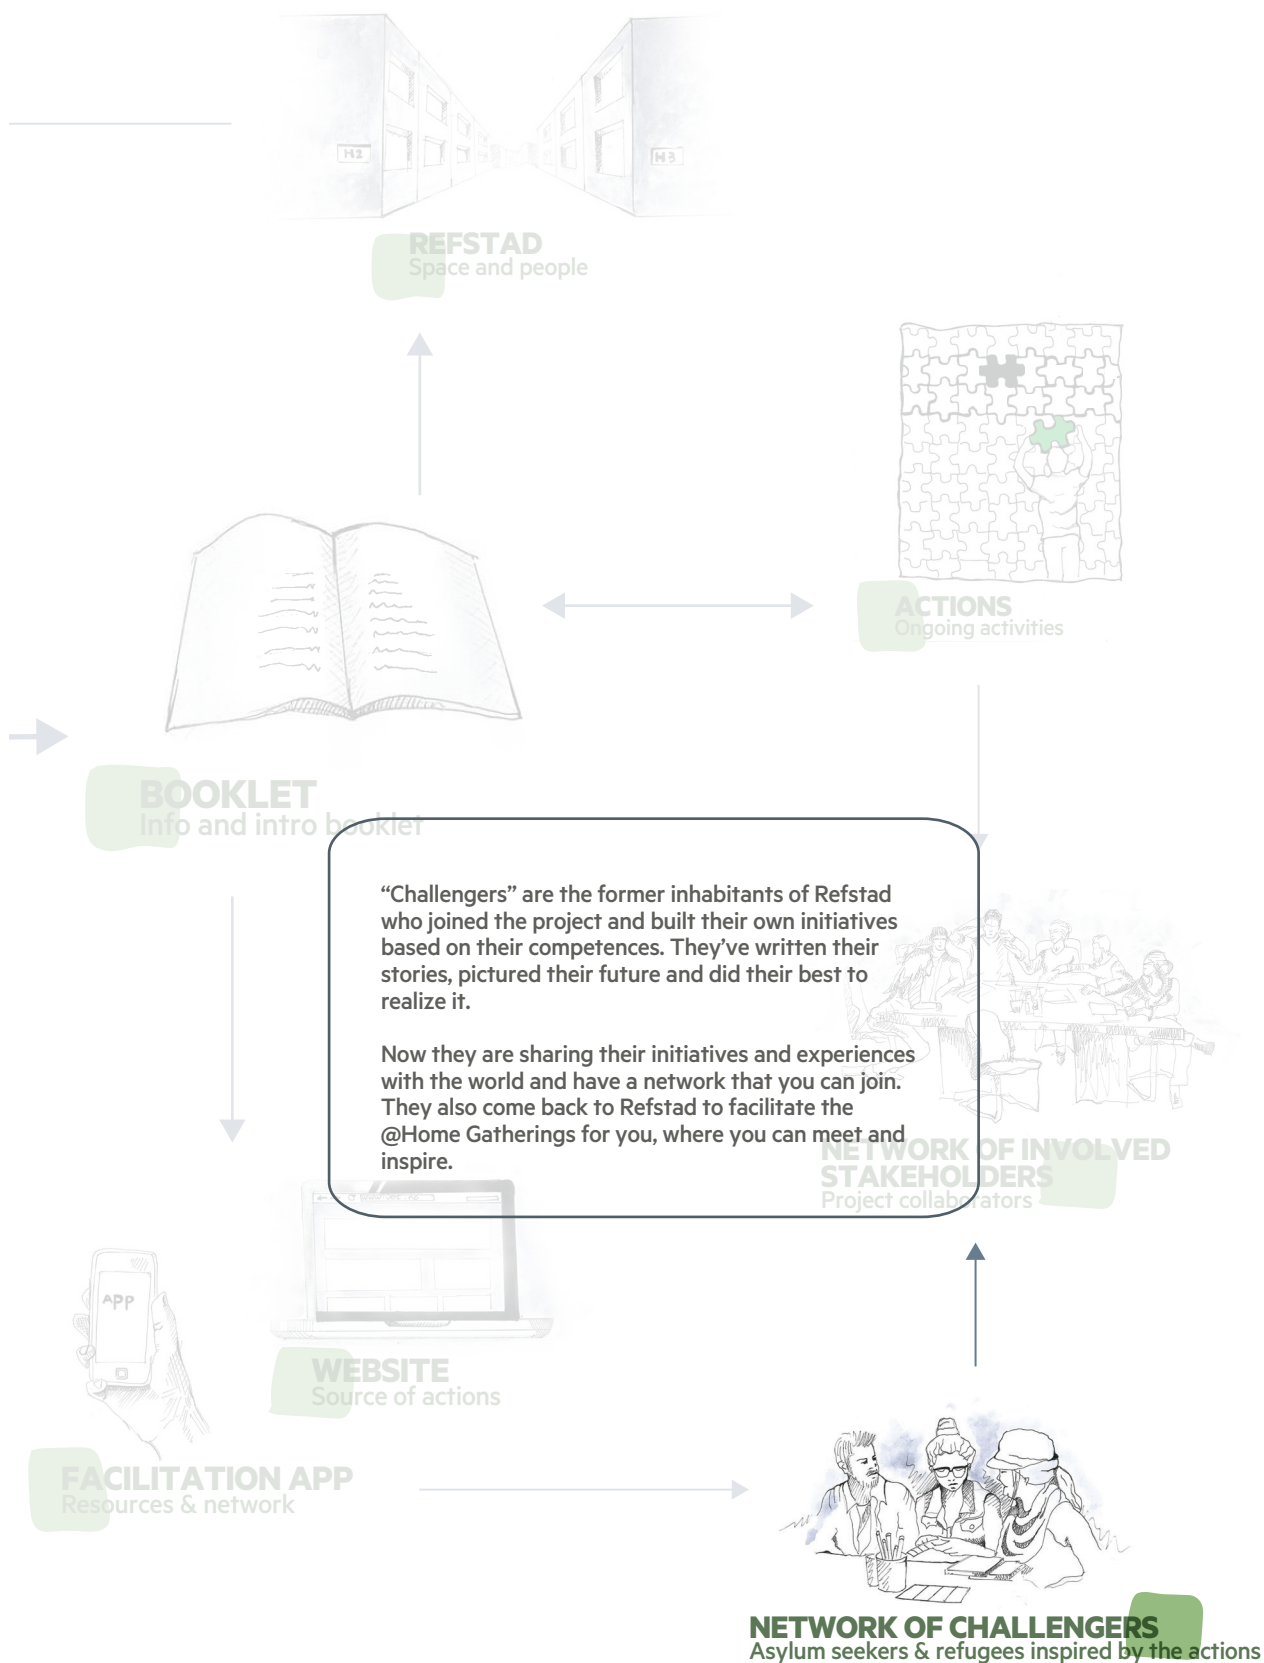 H2
H3
REFSTAD
Space and people
ACTIONS
Ongoing activities
BOOKLET
Info and intro booklet
“Challengers” are the former inhabitants of Refstad
who joined the project and built their own initiatives
based on their competences. They’ve written their
stories, pictured their future and did their best to
realize it.
Now they are sharing their initiatives and experiences
with the world and have a network that you can join.
They also come back to Refstad to facilitate the
@Home Gatherings for you, where you can meet and
inspire.
NETWORK OF INVOLVED
STAKEHOLDERS
Project collaborators
APP
WEBSITE
Source of actions
FACILITATION APP
Resources & network
NETWORK OF CHALLENGERS
Asylum seekers & refugees inspired by the actions